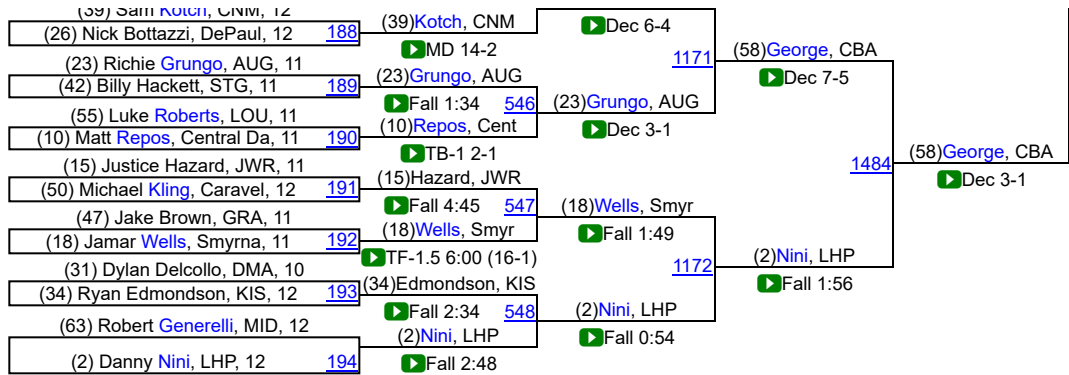 (39) Sam Kotch, CNM, 12
(26) Nick Bottazzi, DePaul, 12 188
(23) Richie Grungo, AUG, 11
(42) Billy Hackett, STG, 11 189
(55) Luke Roberts, LOU, 11
(10) Matt Repos, Central Da, 11 190
(15) Justice Hazard, JWR, 11
(50) Michael Kling, Caravel, 12 191
(47) Jake Brown, GRA, 11
(18) Jamar Wells, Smyrna, 11 192
(31) Dylan Delcollo, DMA, 10
(34) Ryan Edmondson, KIS, 12 193
(63) Robert Generelli, MID, 12
(2) Danny Nini, LHP, 12 194
(39)Kotch, CNM
MD 14-2
(23)Grungo, AUG
Fall 1:34 546
(10)Repos, Cent
TB-1 2-1
(15)Hazard, JWR
Fall 4:45 547
(18)Wells, Smyr
TF-1.5 6:00 (16-1)
(34)Edmondson, KIS
Fall 2:34 548
(2)Nini, LHP
Fall 2:48
Dec 6-4
1171
(23)Grungo, AUG
Dec 3-1
(18)Wells, Smyr
Fall 1:49
1172
(2)Nini, LHP
Fall 0:54
(58)George, CBA
Dec 7-5
1484
(2)Nini, LHP
Fall 1:56
(58)George, CBA
Dec 3-1